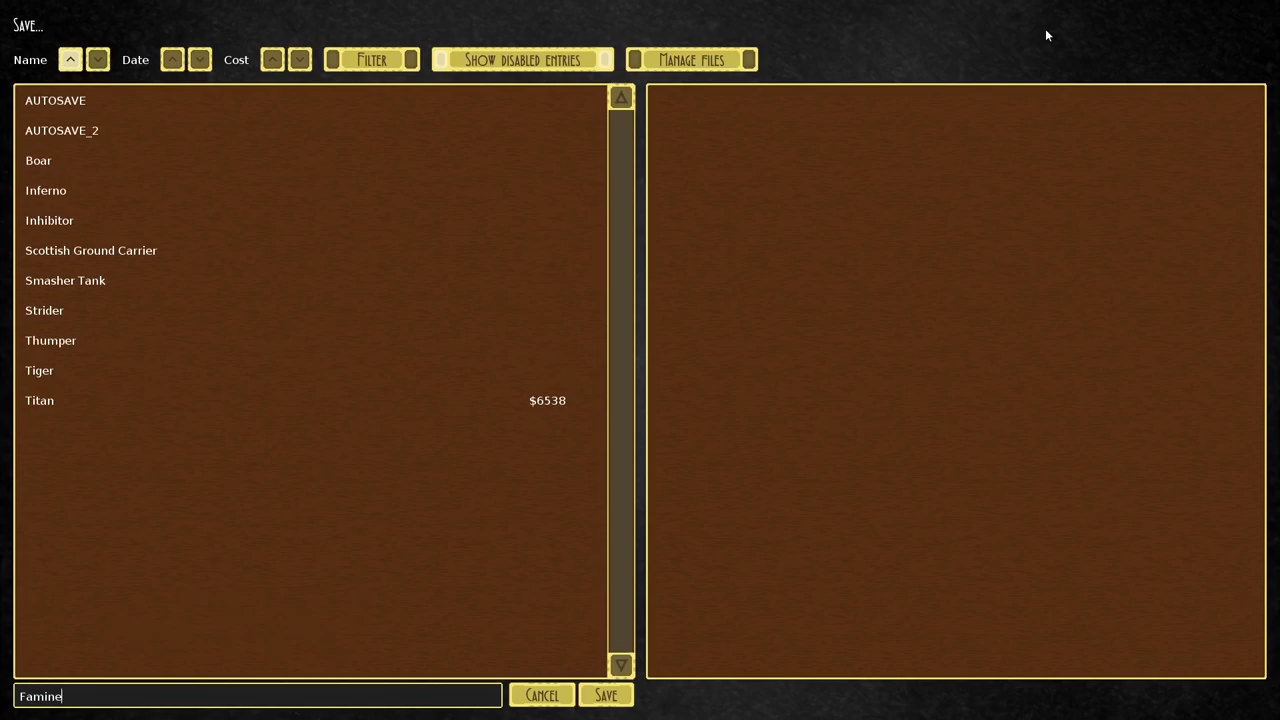 Save...
Name Date Cost Filter Show disabled entries Manage files
AUTOSAVE
AUTOSAVE_2
Boar
Inferno
Inhibitor
Scottish Ground Carrier
Smasher Tank
Strider
Thumper
Tiger
Titan $6538
Famine Cancel Save